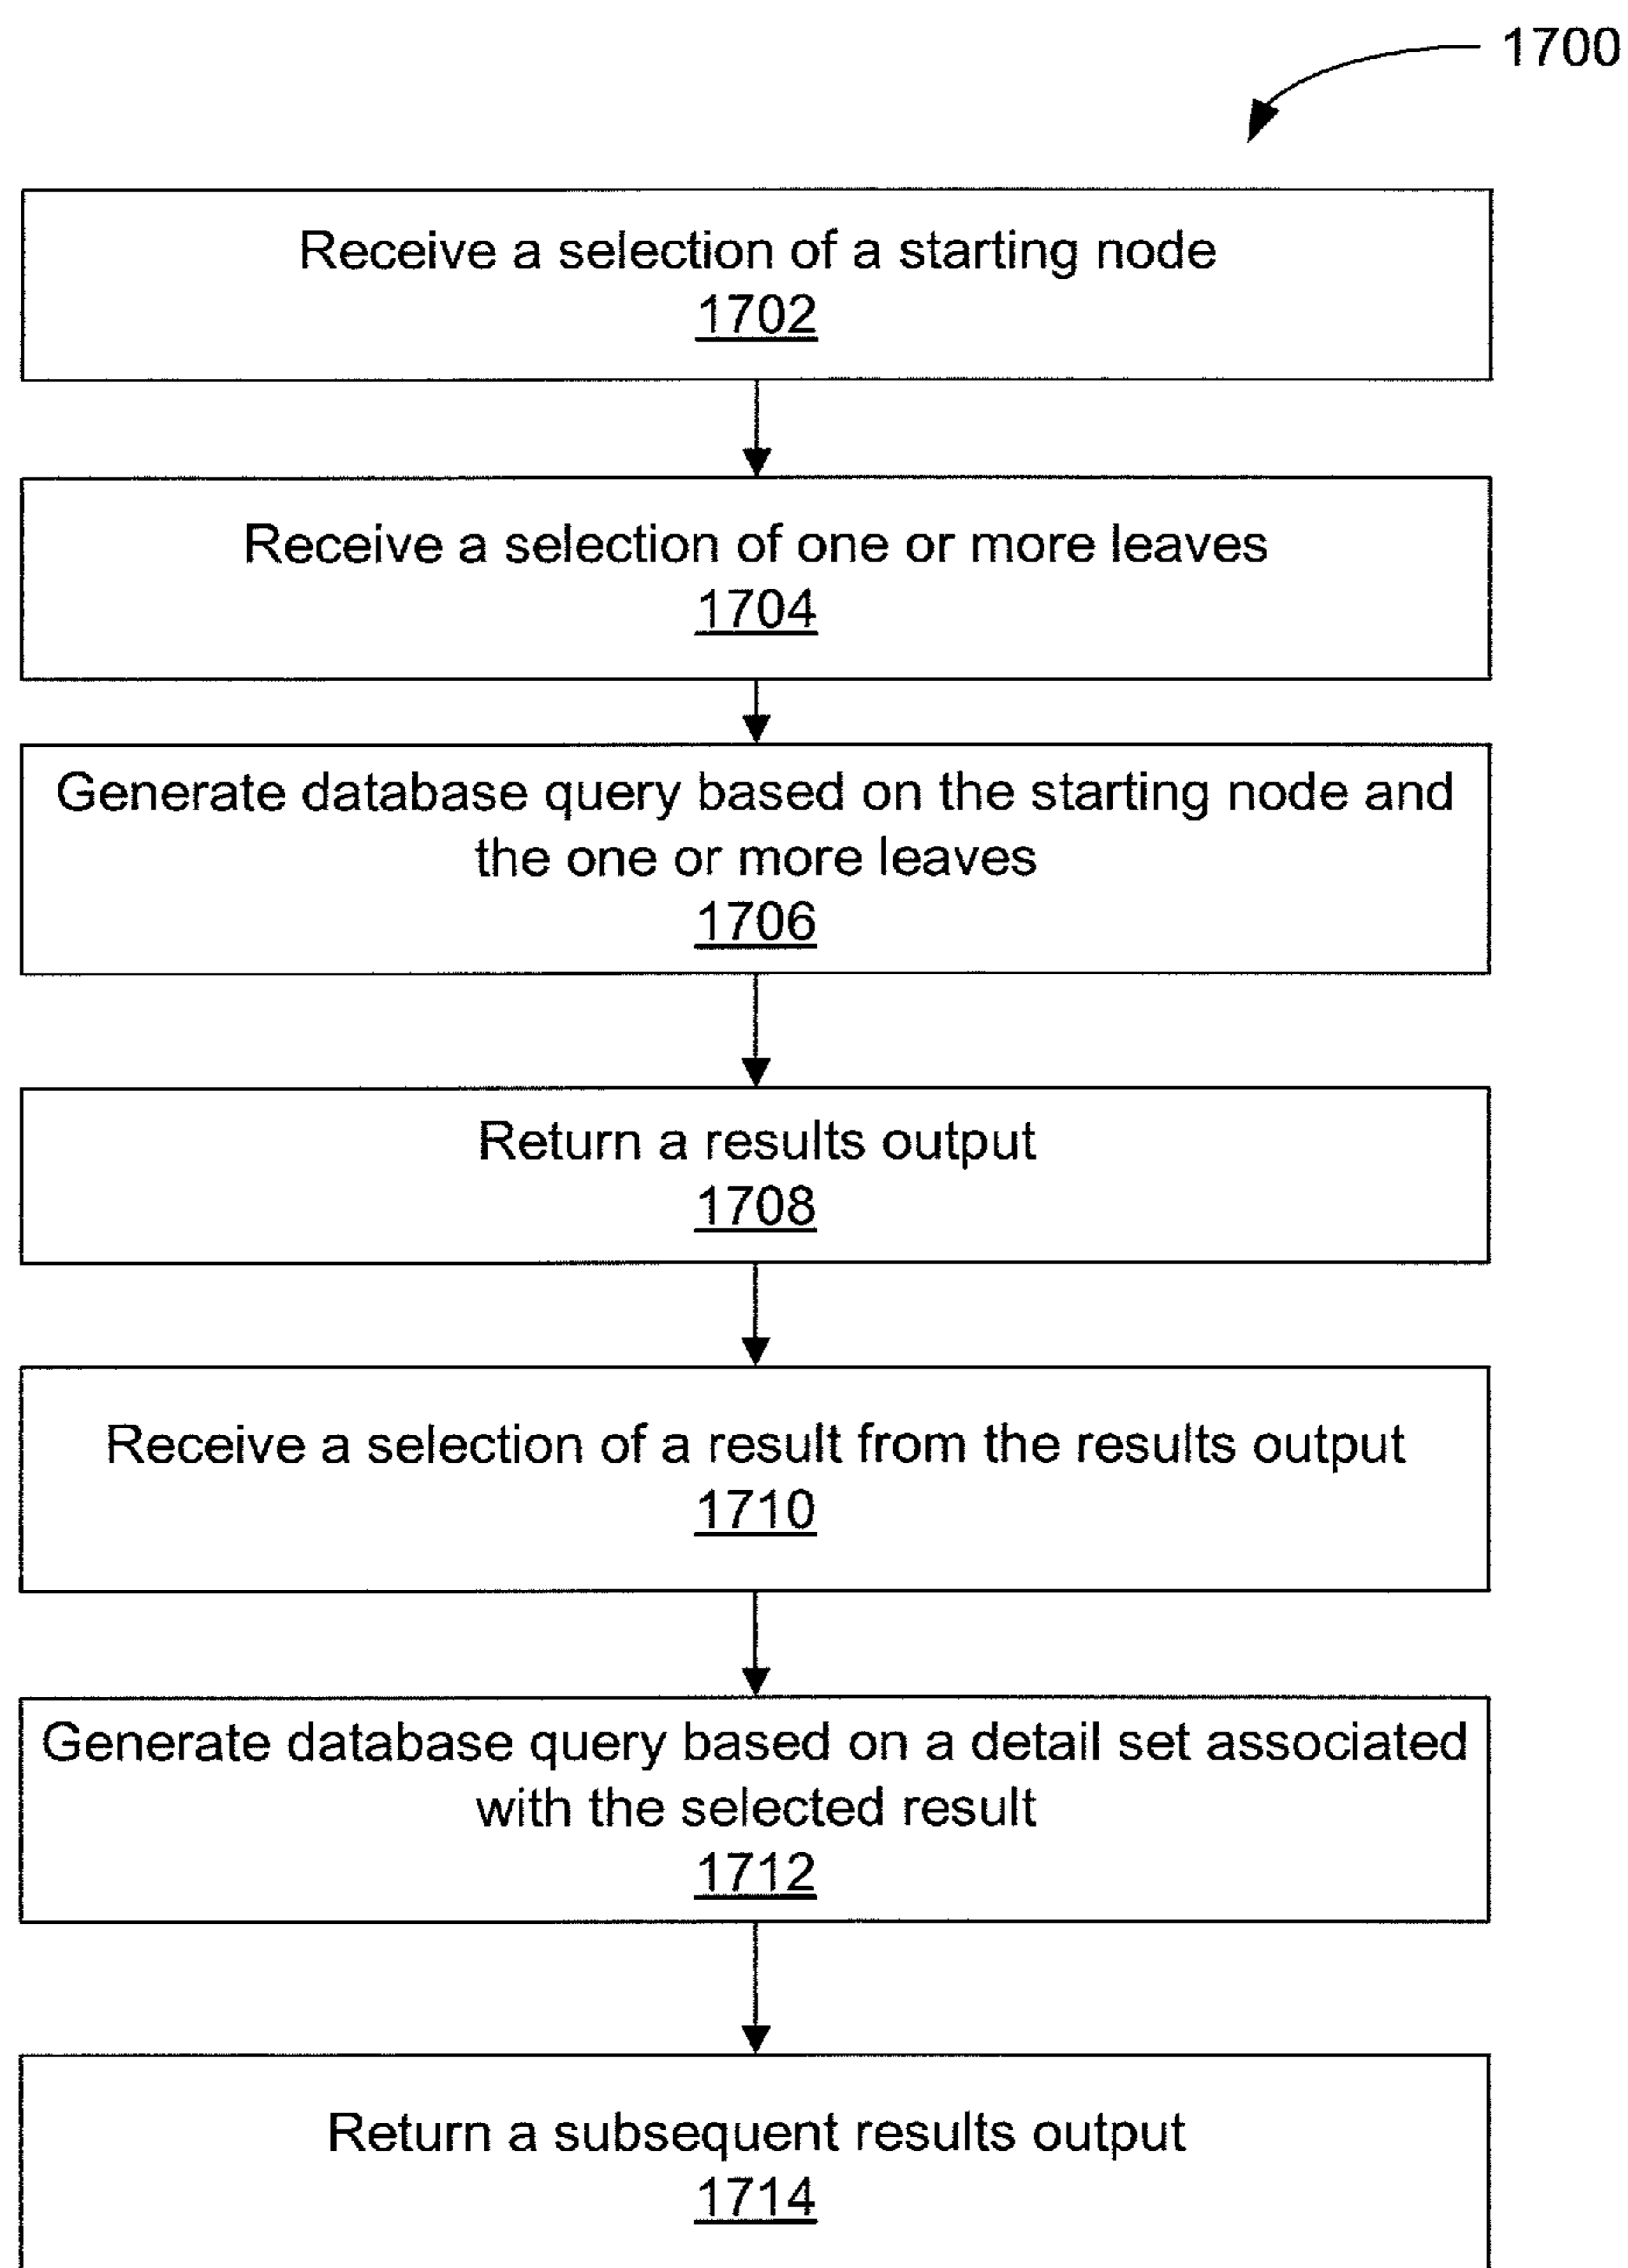 1700
Receive a selection of a starting node
1702
Receive a selection of one or more leaves
1704
Generate database query based on the starting node and
the one or more leaves
1706
Return a results output
1708
Receive a selection of a result from the results output
1710
Generate database query based on a detail set associated
with the selected result
1712
Return a subsequent results output
1714